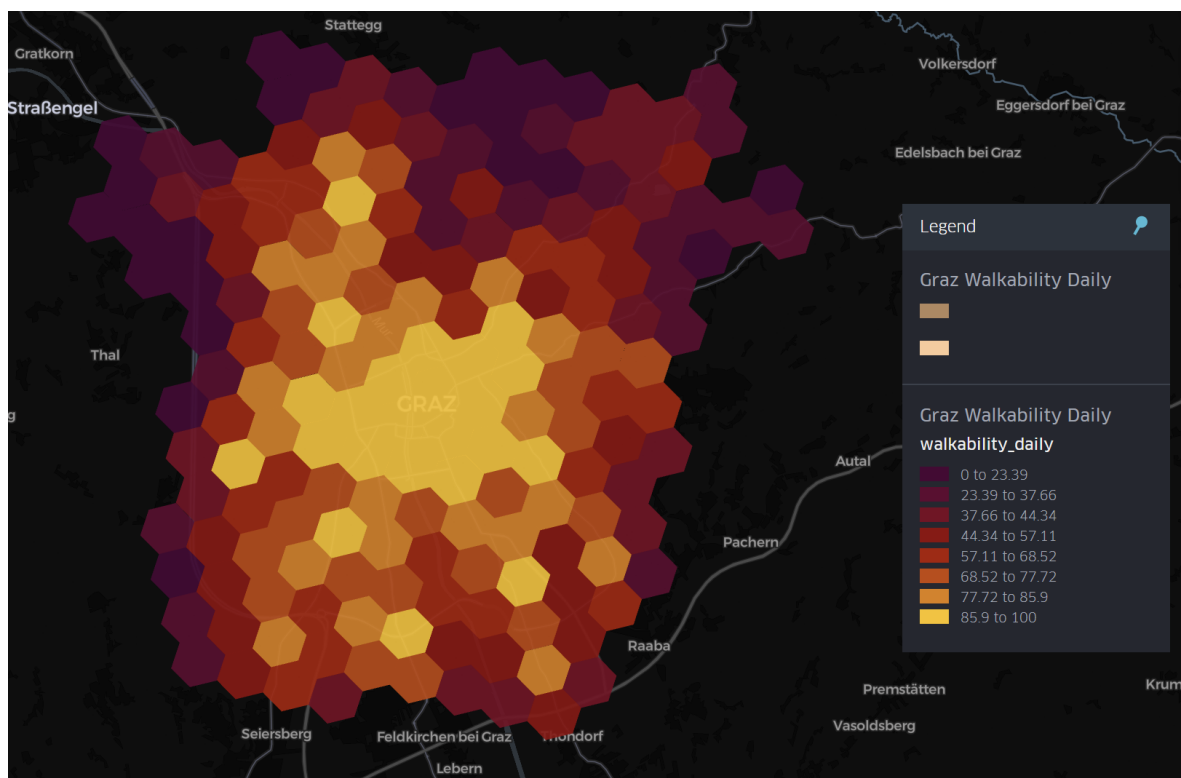 Stattegg
Gratkorn
Volkersdorf
Straßengel
Eggersdorf bei Graz
Edelsbach bei Graz
Legend
Graz Walkability Daily
Thal
GRAZ
g
Graz Walkability Daily
walkability_daily
Autal
0 to 23.39
23.39 to 37.66
37.66 to 44.34
44.34 to 57.11
57.11 to 68.52
68.52 to 77.72
77.72 to 85.9
85.9 to 100
Pachern
Raaba
Premstätten
Krum
Vasoldsberg
Seiersberg
Feldkirchen bei Graz
Thondorf
Lebern